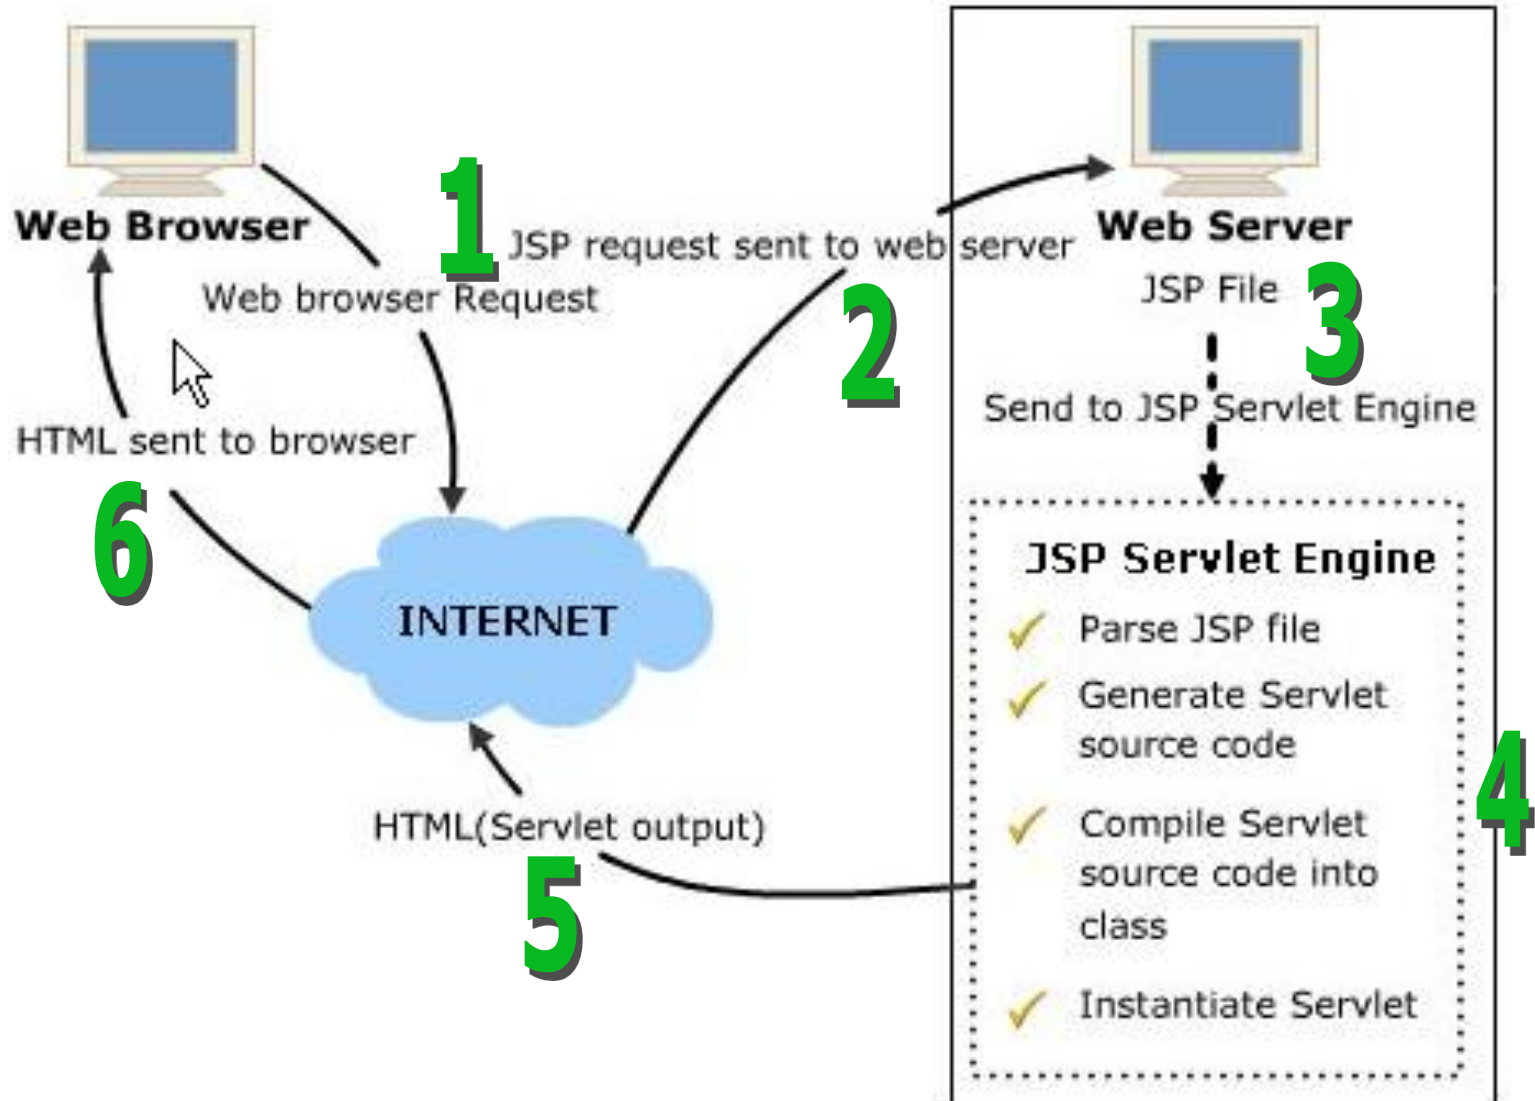 Web Browser
1
Web browser Request
JSP request sent to web server
2
Web Server
JSP File
3
Send to JSP Servlet Engine
JSP Servlet Engine
Parse JSP file
Generate Servlet
source code
Compile Servlet
source code into
class
Instantiate Servlet
4
HTML(Servlet output)
5
INTERNET
HTML sent to browser
6